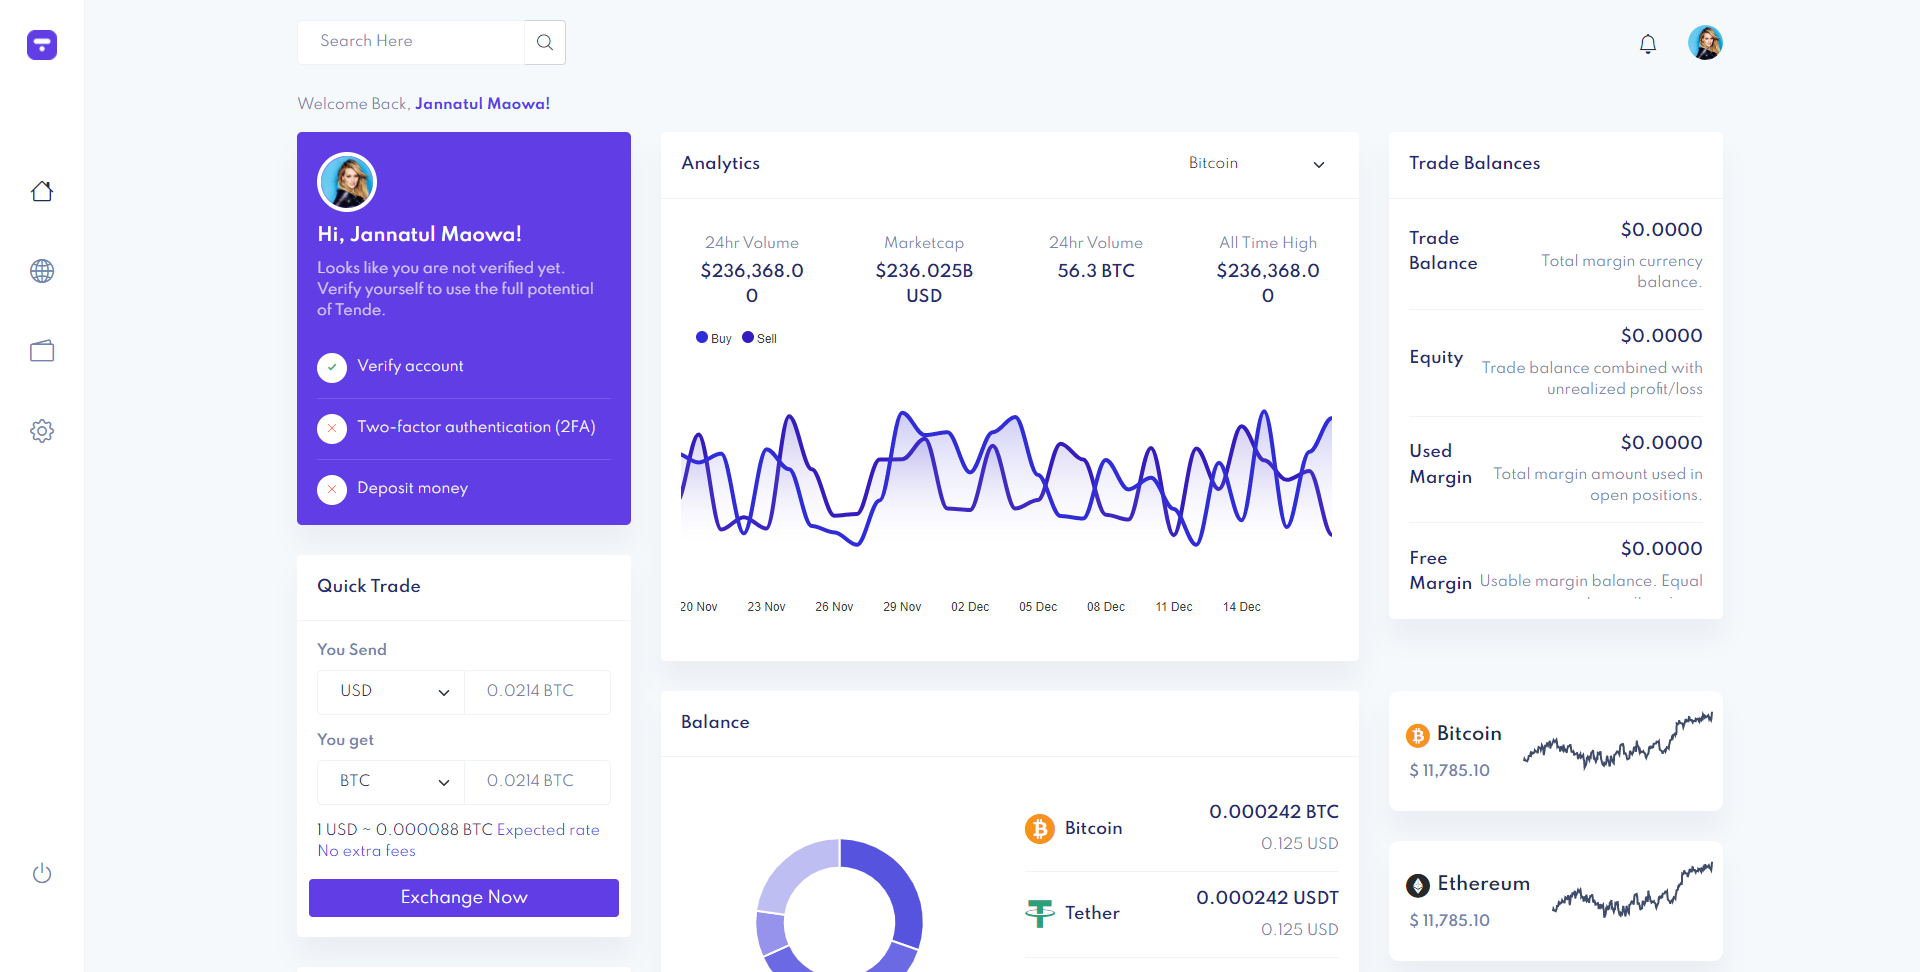 Search Here
Welcome Back, Jannatul Maowa!
Hi, Jannatul Maowa!
Looks like you are not verified yet.
Verify yourself to use the full potential
of Tende.
Verify account
Two-factor authentication (2FA)
Deposit money
Quick Trade
You Send
USD
0.0214 BTC
You get
BTC
0.0214 BTC
1 USD ~ 0.000088 BTC Expected rate
No extra fees
Exchange Now
Analytics
Bitcoin
24hr Volume
$236,368.0
0
Marketcap
$236.025B
USD
24hr Volume
56.3 BTC
All Time High
$236,368.0
0
Buy
Sell
20 Nov
23 Nov
26 Nov
29 Nov
02 Dec
05 Dec
08 Dec
11 Dec
14 Dec
Balance
Bitcoin
0.000242 BTC
0.125 USD
Tether
0.000242 USDT
0.125 USD
Trade Balances
Trade
Balance
$0.0000
Total margin currency
balance.
Equity
$0.0000
Trade balance combined with
unrealized profit/loss
Used
Margin
$0.0000
Total margin amount used in
open positions.
Free
Margin
$0.0000
Usable margin balance. Equal
Bitcoin
$ 11,785.10
Ethereum
$ 11,785.10